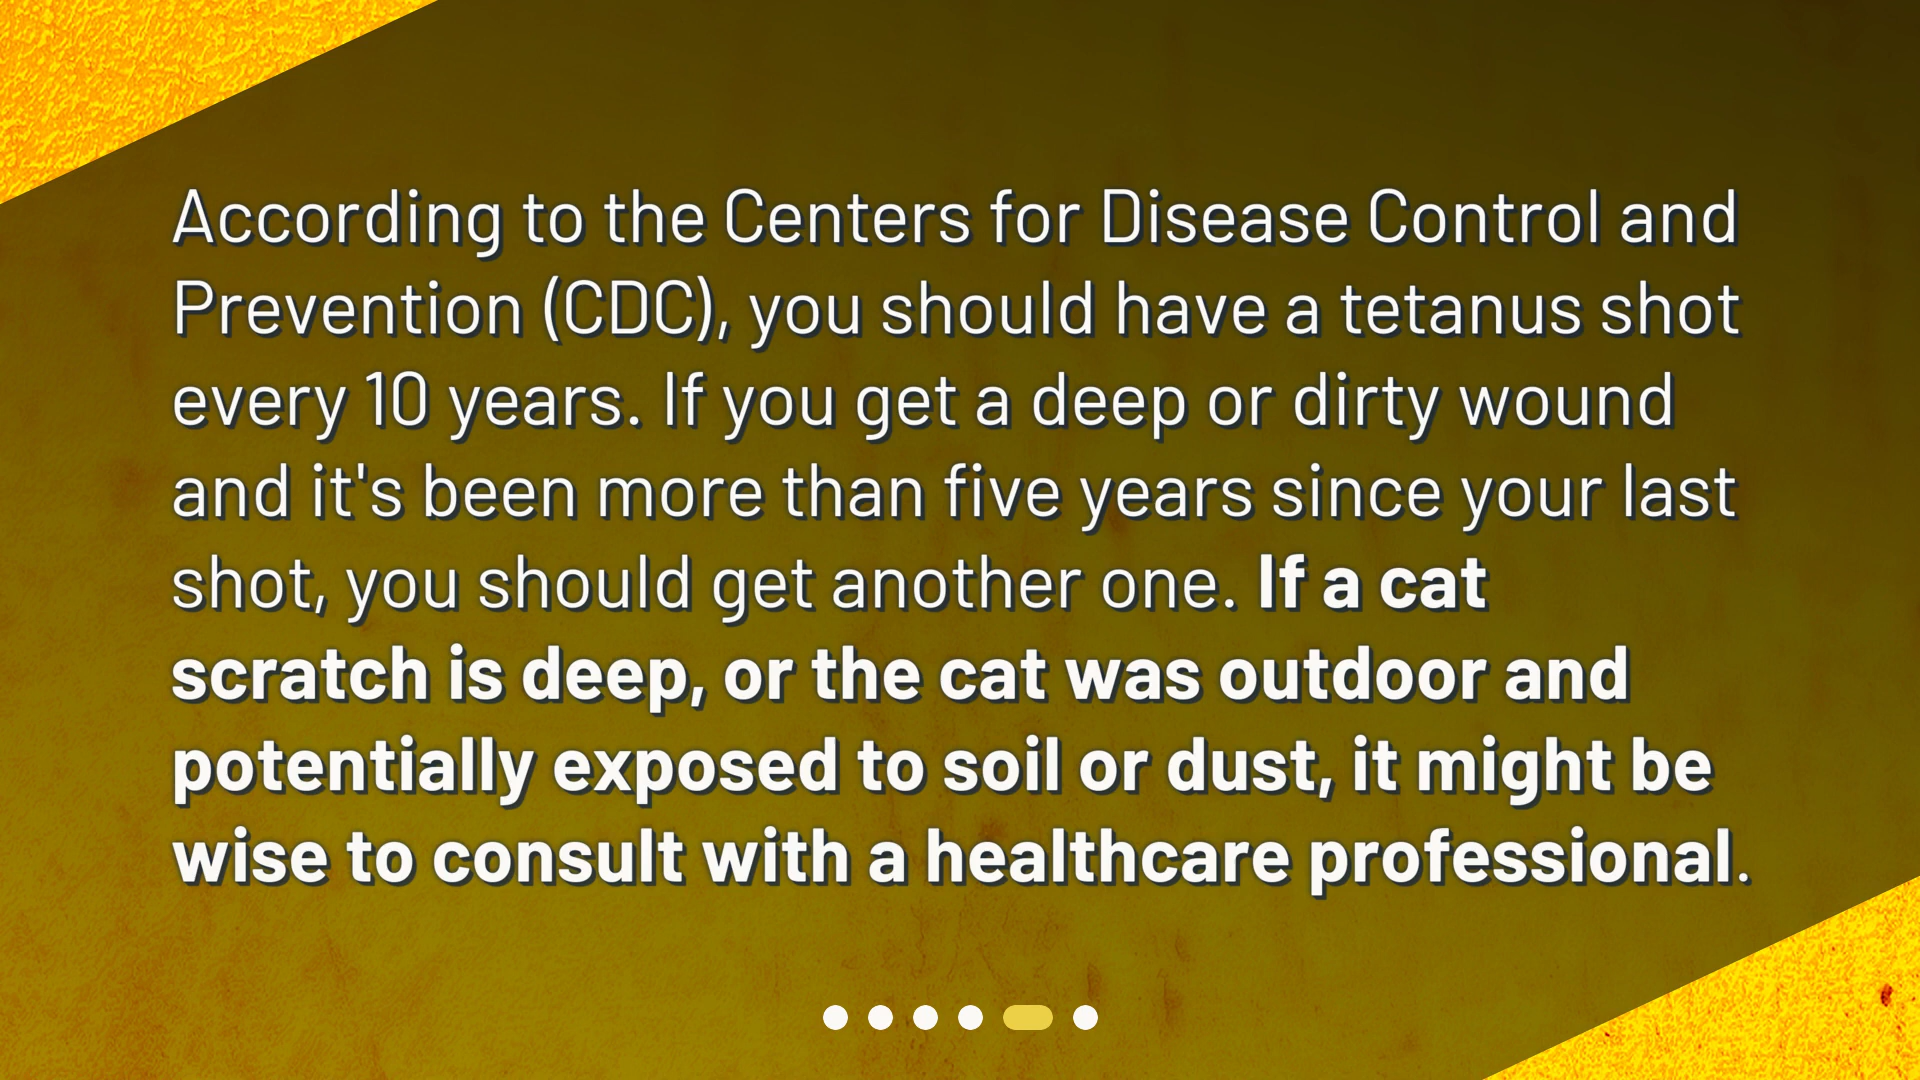 According to the Centers for Disease Control and
Prevention (CDC), you should have a tetanus shot
every 10 years. If you get a deep or dirty wound
and it's been more than five years since your last
shot, you should get another one. If a cat
scratch is deep, or the cat was outdoor and
potentially exposed to soil or dust, it might be
wise to consult with a healthcare professional.